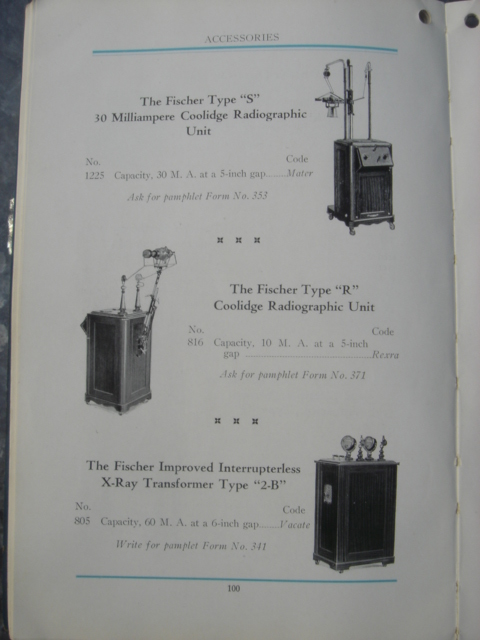 ACCESSORIES
The Fischer Type “S”
30 Milliampere Coolidge Radiographic
Unit
No. Code
1225 Capacity, 30 M. A. at a 5-inch gap......Mater
Ask for pamphlet Form No. 353
The Fischer Type “R”
Coolidge Radiographic Unit
No. Code
816 Capacity, 10 M. A. at a 5-inch
gap ........................................Rexra
Ask for pamphlet Form No. 371
The Fischer Improved Interrupterless
X-Ray Transformer Type “2-B”
No. Code
805 Capacity, 60 M. A. at a 6-inch gap......Vacate
Write for pamplet Form No. 341
100